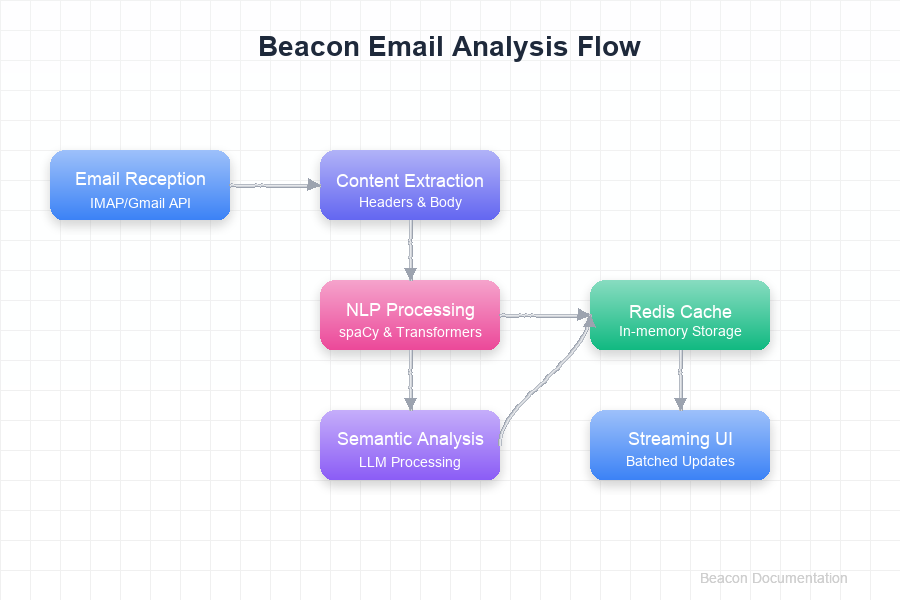 Beacon Email Analysis Flow
Email Reception
IMAP/Gmail API
Content Extraction
Headers & Body
NLP Processing
spaCy & Transformers
Redis Cache
In-memory Storage
Semantic Analysis
LLM Processing
Streaming UI
Batched Updates
Beacon Documentation